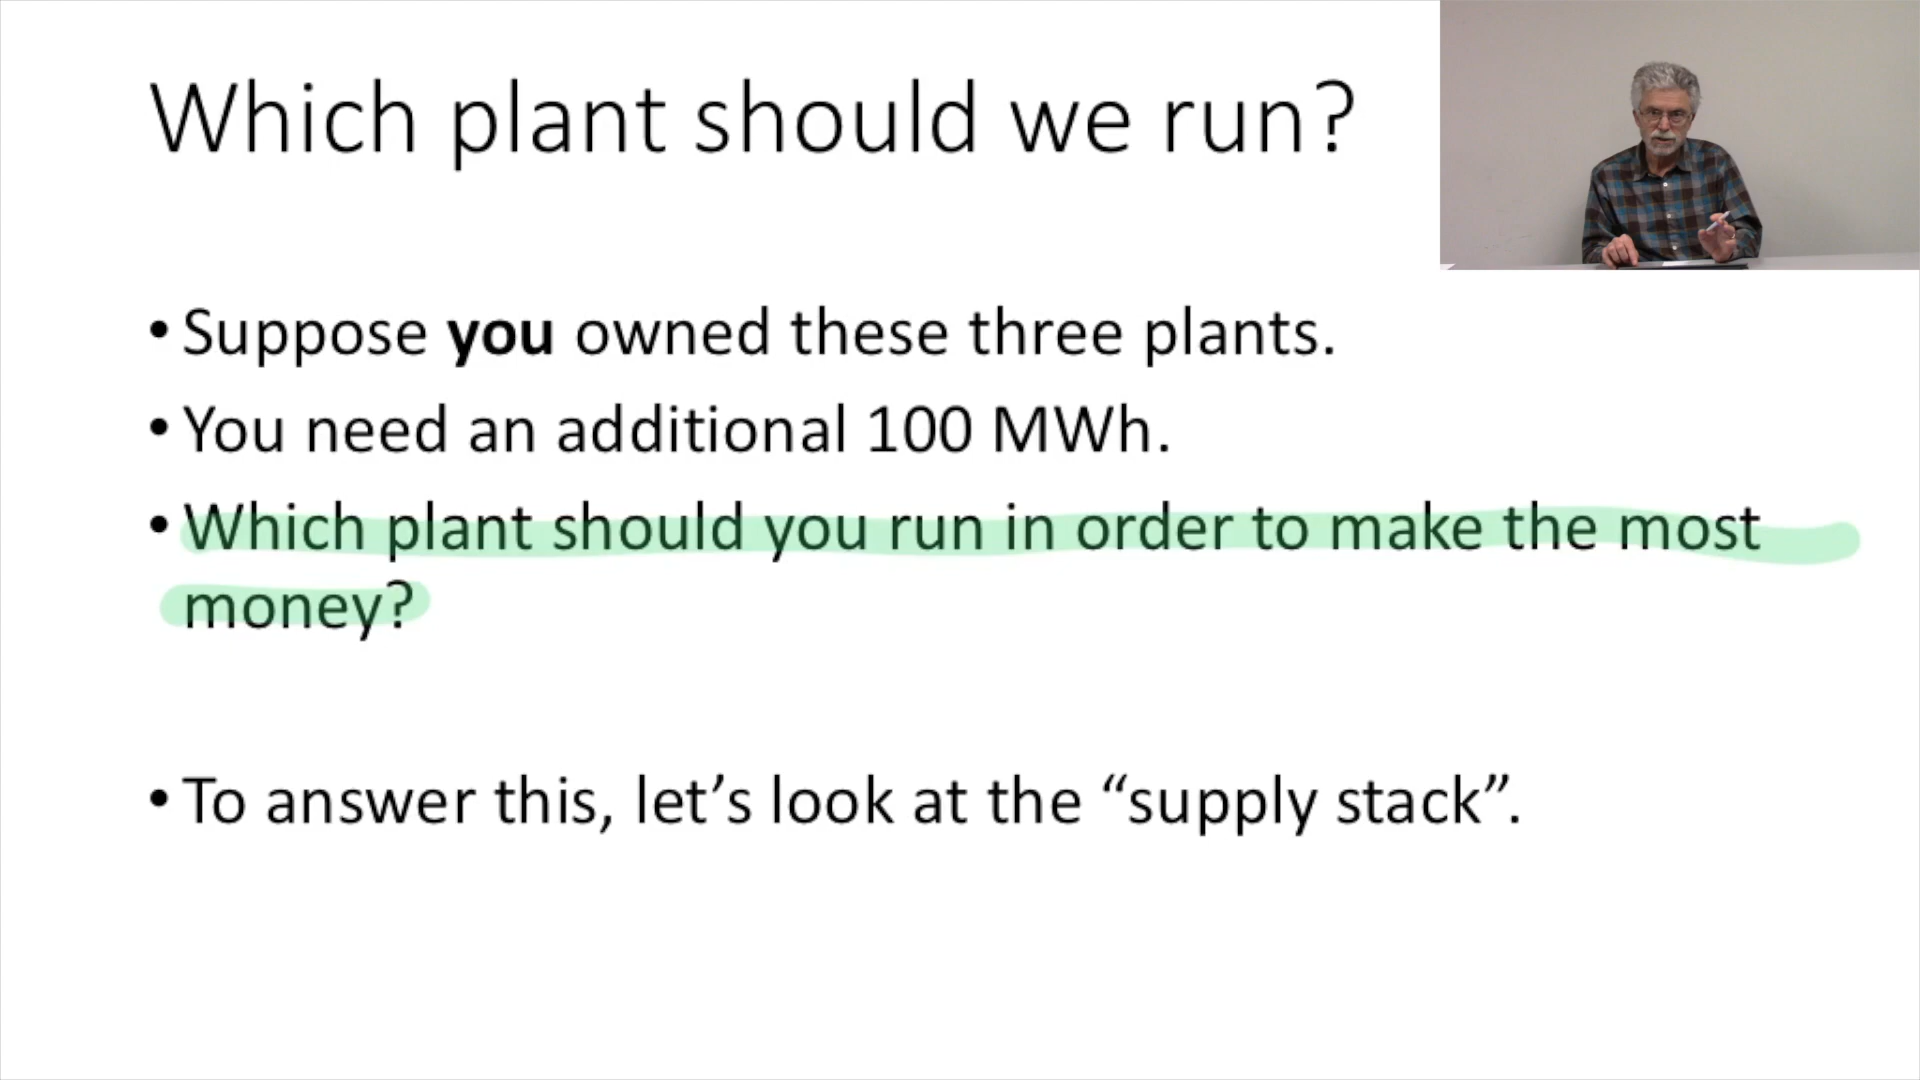 Which plant should we run?
• Suppose you owned these three plants.
• You need an additional 100 MWh.
• Which plant should you run in order to make the most
money?
• To answer this, let’s look at the “supply stack”.